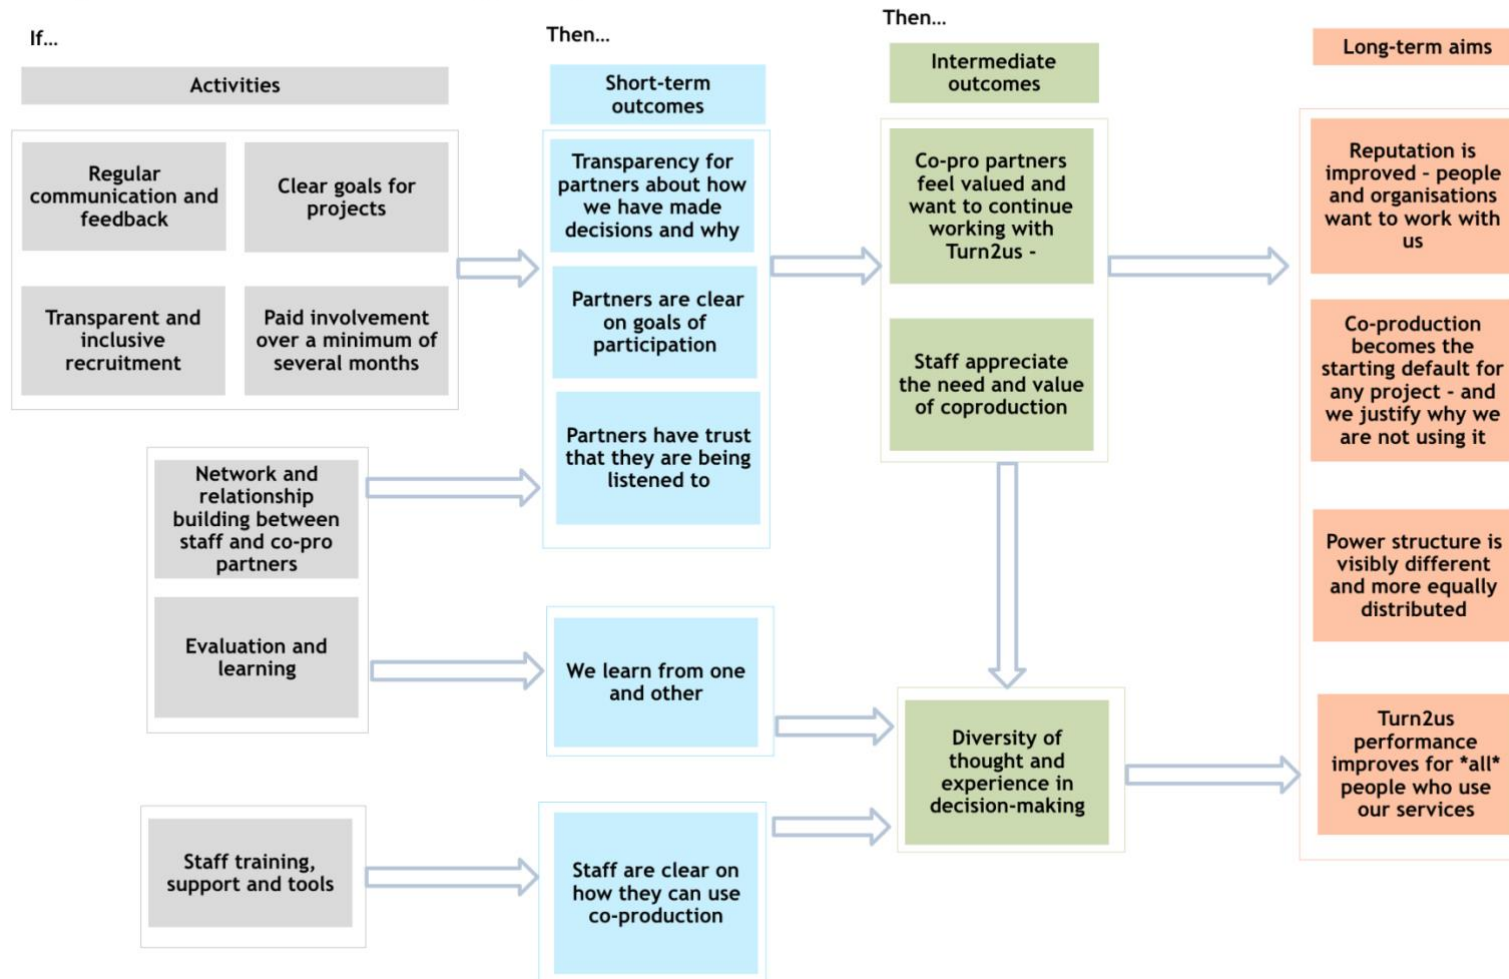 If...
Activities
Regular
communication and
feedback
Clear goals for
projects
Transparent and
inclusive
recruitment
Paid involvement
over a minimum of
several months
Network and
relationship
building between
staff and co-pro
partners
Evaluation and
learning
Staff training,
support and tools
Then...
Short-term
outcomes
Transparency for
partners about how
we have made
decisions and why
Partners are clear
on goals of
participation
Partners have trust
that they are being
listened to
We learn from one
and other
Staff are clear on
how they can use
co-production
Then...
Intermediate
outcomes
Co-pro partners
feel valued and
want to continue
working with
Turn2us -
Staff appreciate
the need and value
of coproduction
Diversity of
thought and
experience in
decision-making
Long-term aims
Reputation is
improved - people
and organisations
want to work with
us
Co-production
becomes the
starting default for
any project - and
we justify why we
are not using it
Power structure is
visibly different
and more equally
distributed
Turn2us
performance
improves for *all*
people who use
our services